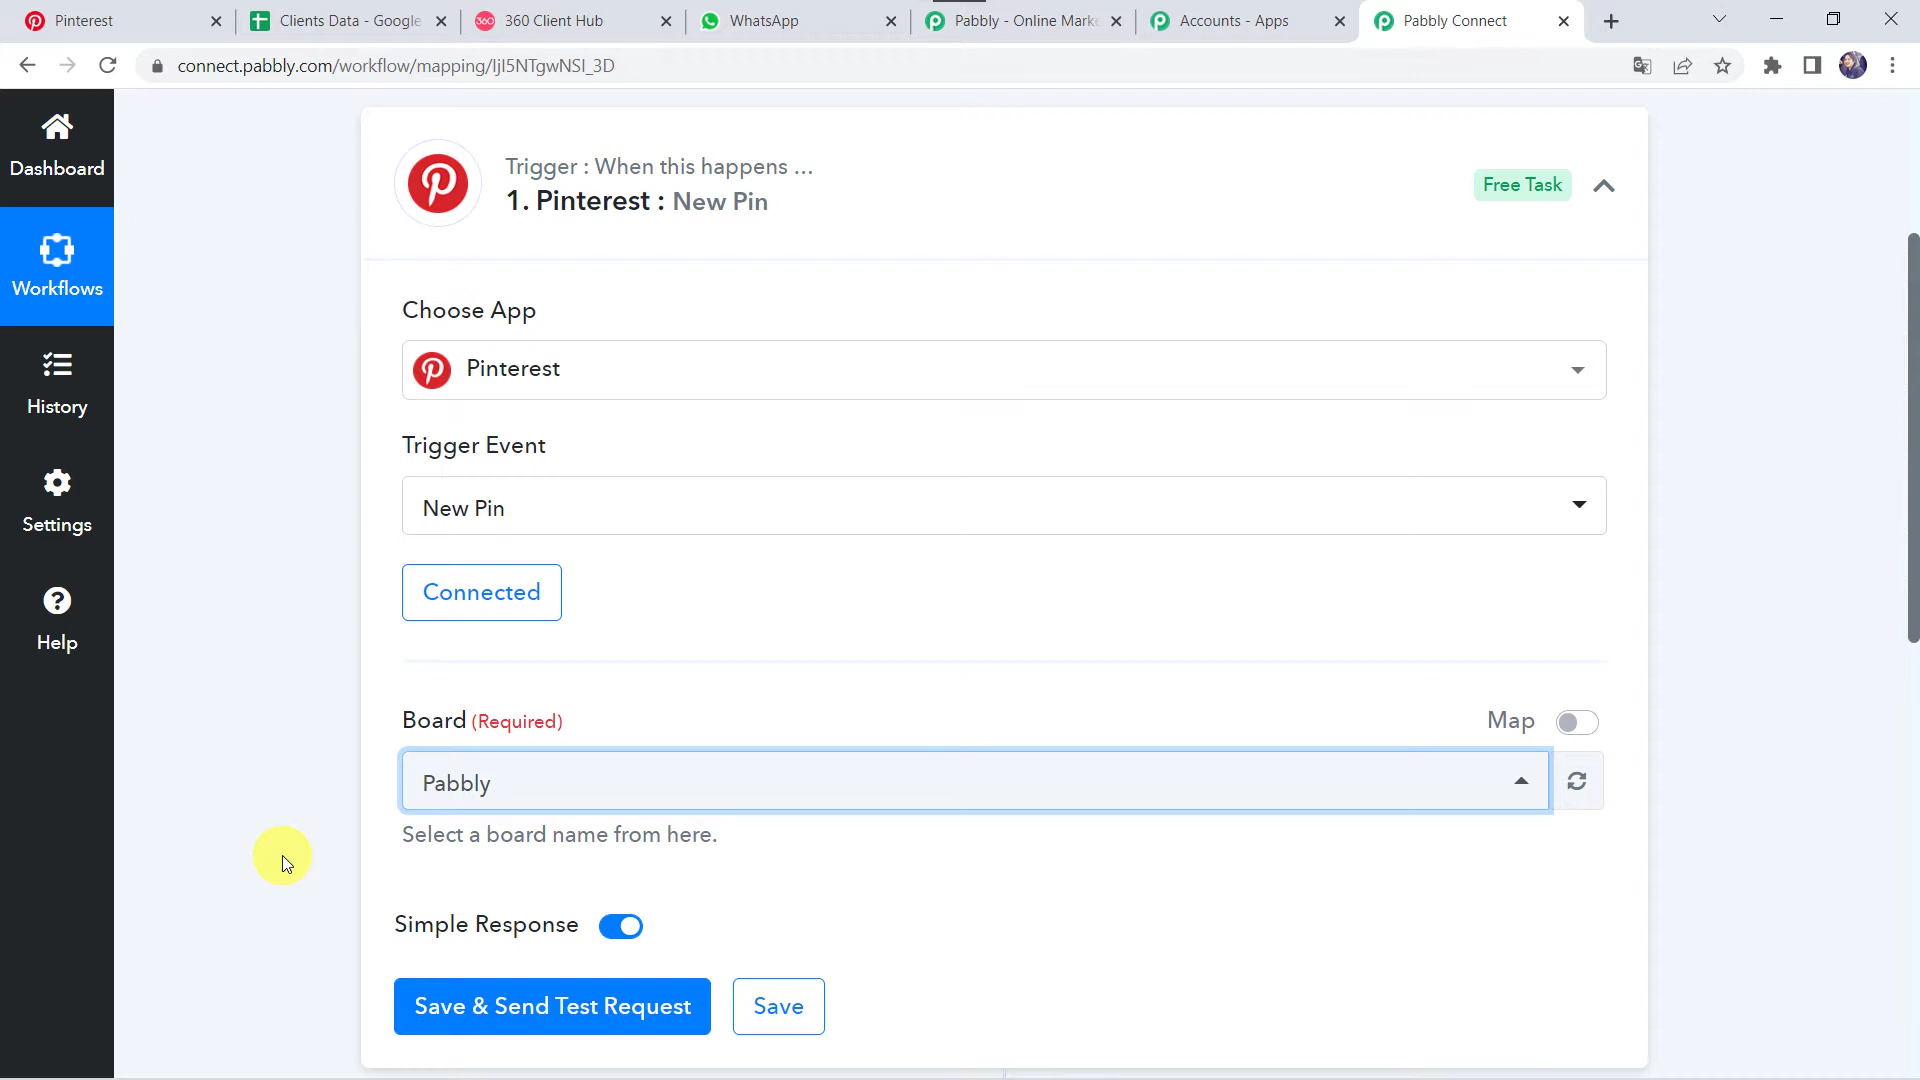 Pinterest
Clients Data - Google
360 Client Hub
WhatsApp
Pabbly - Online Marke
Accounts - Apps
Pabbly Connect
connect.pabbly.com/workflow/mapping/IjI5NTgwNSI_3D
Dashboard
Workflows
History
Settings
Help
Trigger : When this happens ...
1. Pinterest : New Pin
Free Task
Choose App
Pinterest
Trigger Event
New Pin
Connected
Board (Required)
Map
Pabbly
Select a board name from here.
Simple Response
Save & Send Test Request
Save